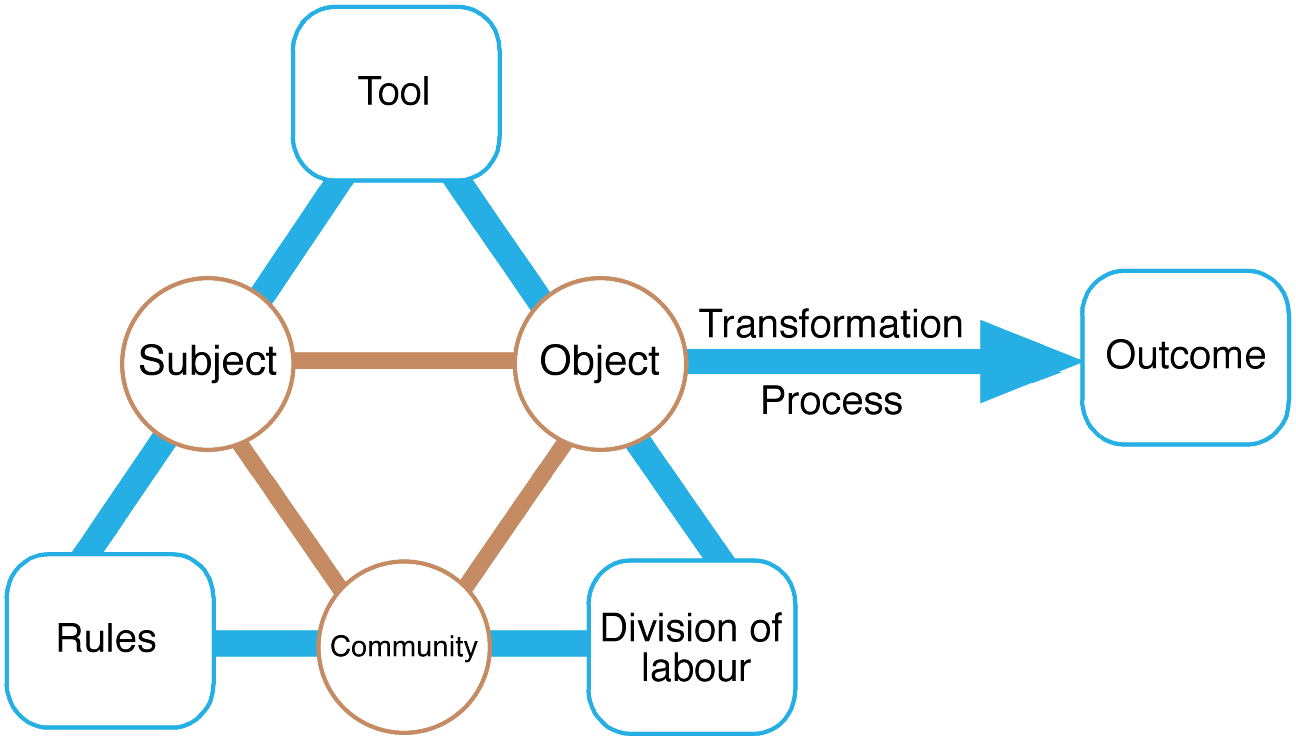 Tool
Subject
Object
Transformation
Process
Outcome
Rules
Community
Division of
labour